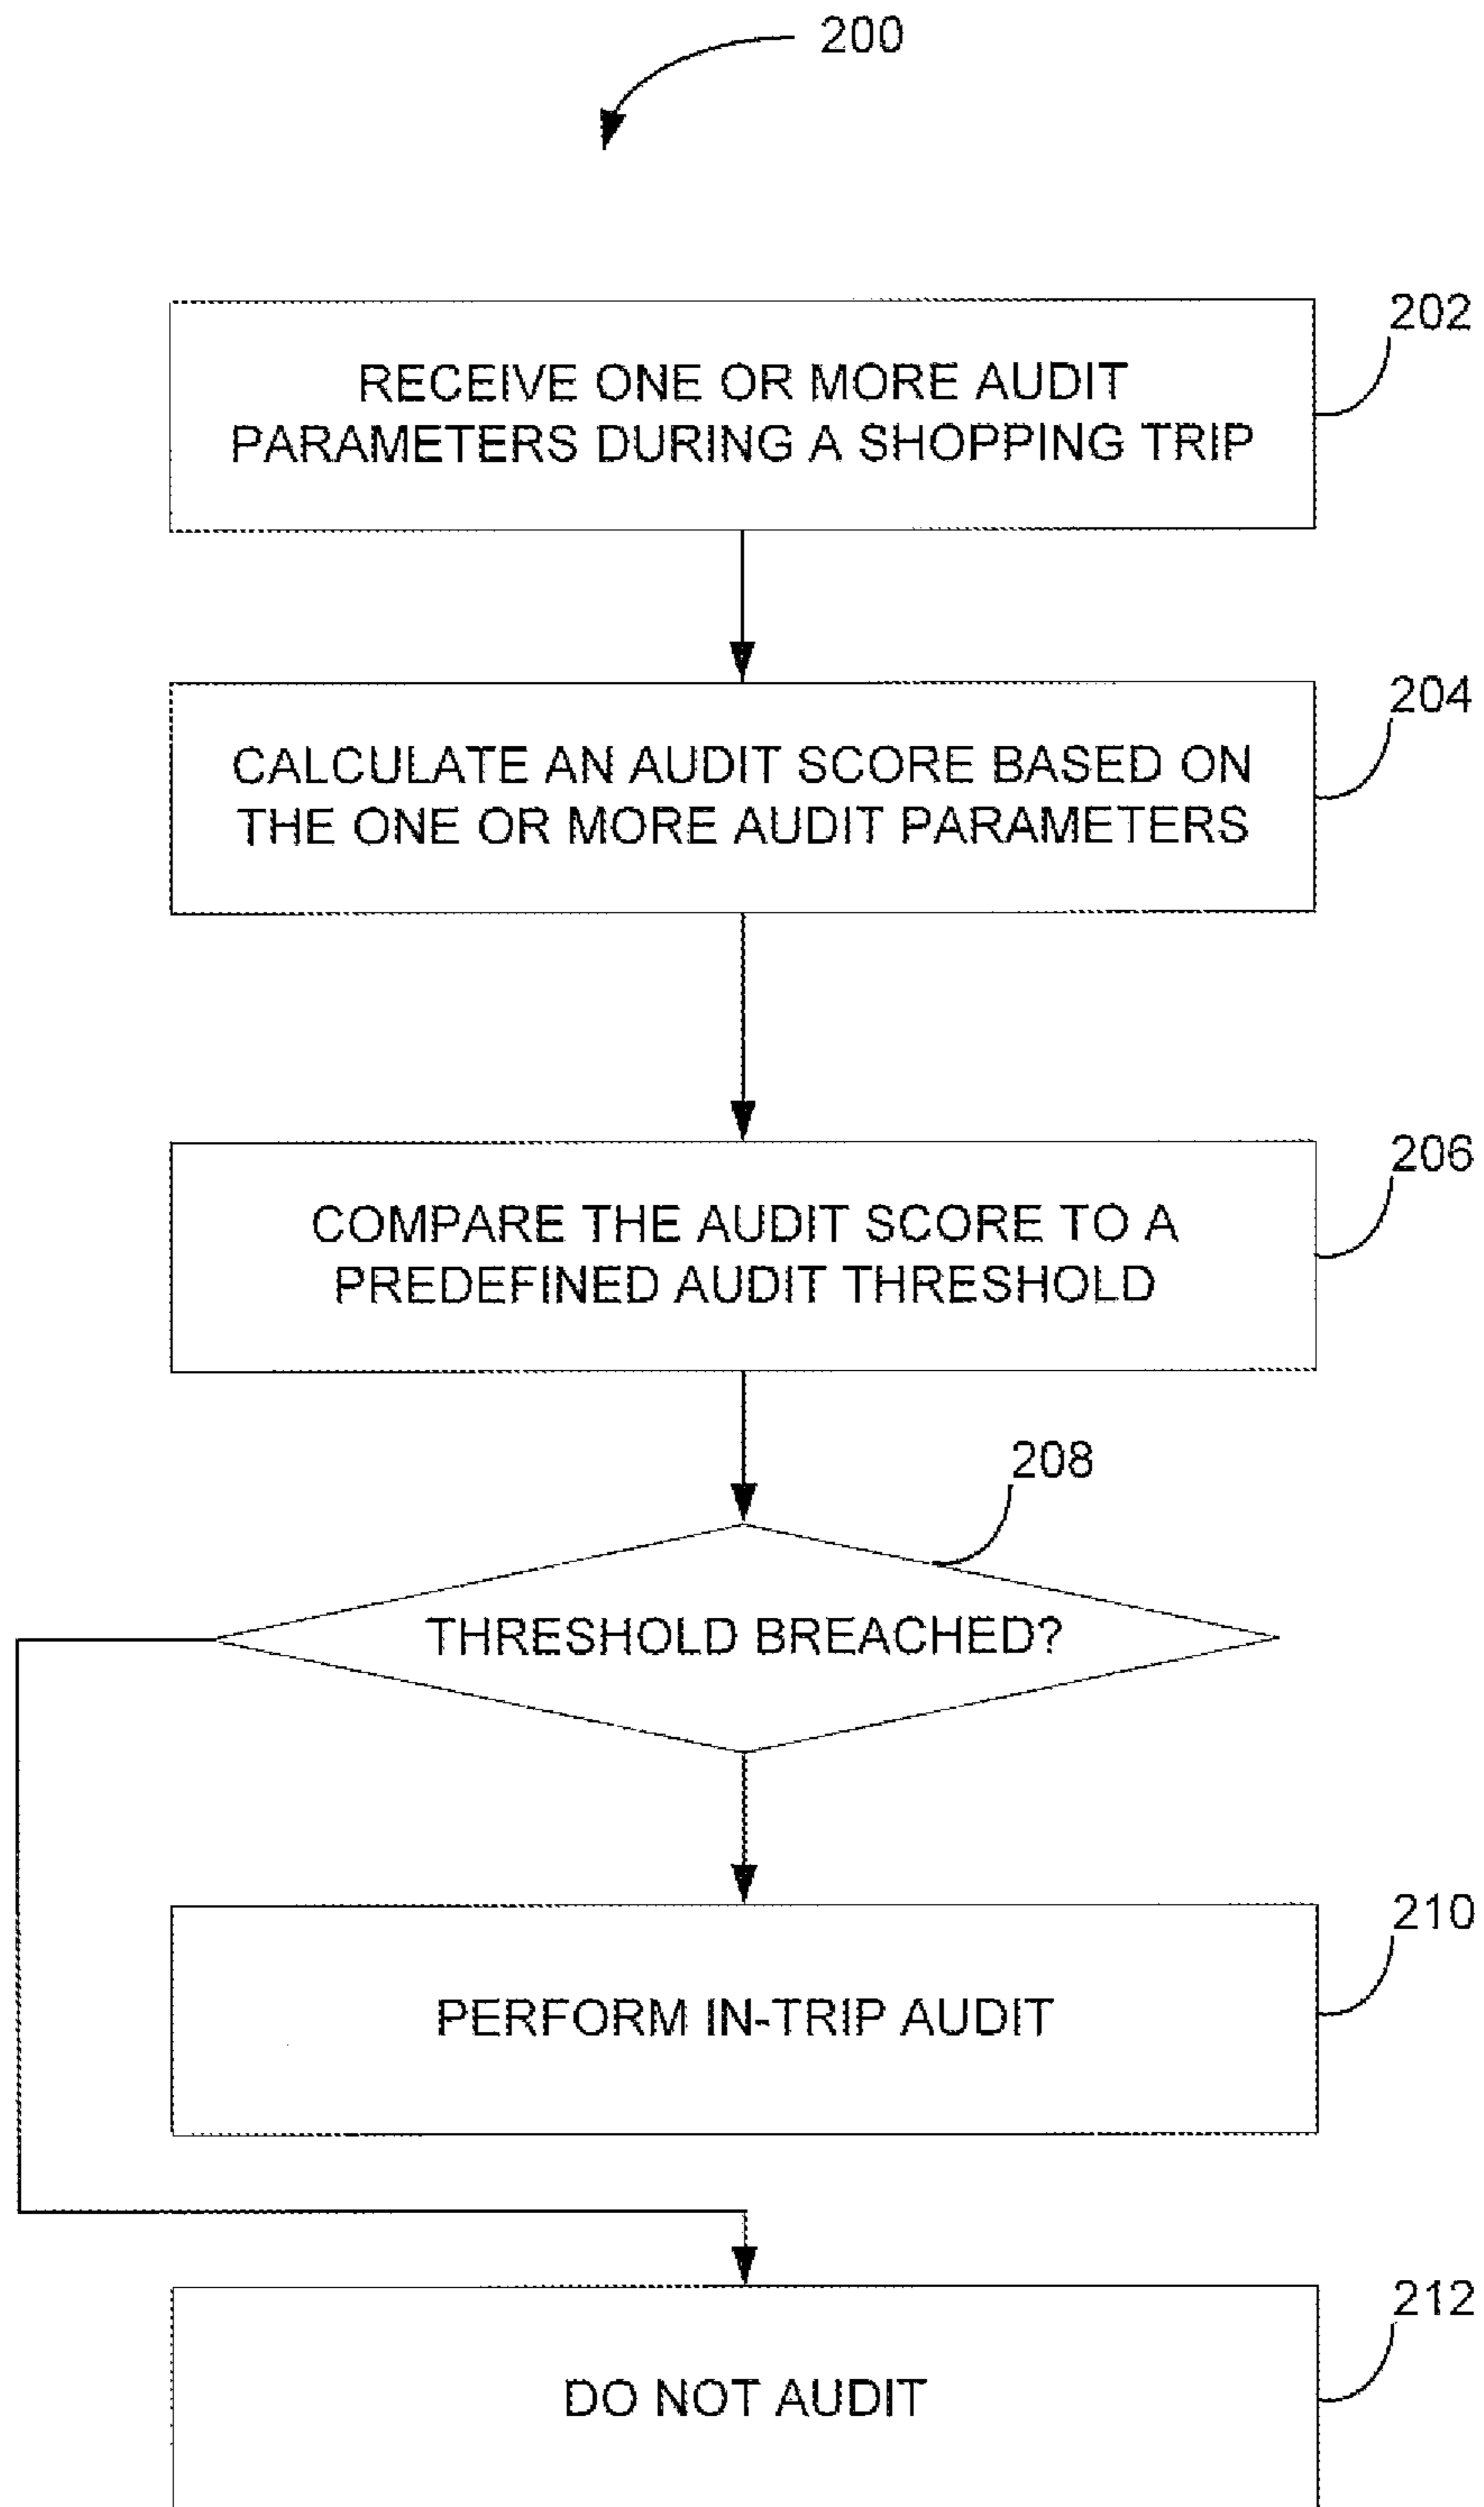 200
202
RECEIVE ONE OR MORE AUDIT
PARAMETERS DURING A SHOPPING TRIP
204
CALCULATE AN AUDIT SCORE BASED ON
THE ONE OR MORE AUDIT PARAMETERS
206
COMPARE THE AUDIT SCORE TO A
PREDEFINED AUDIT THRESHOLD
208
THRESHOLD BREACHED?
210
PERFORM IN-TRIP AUDIT
212
DO NOT AUDIT